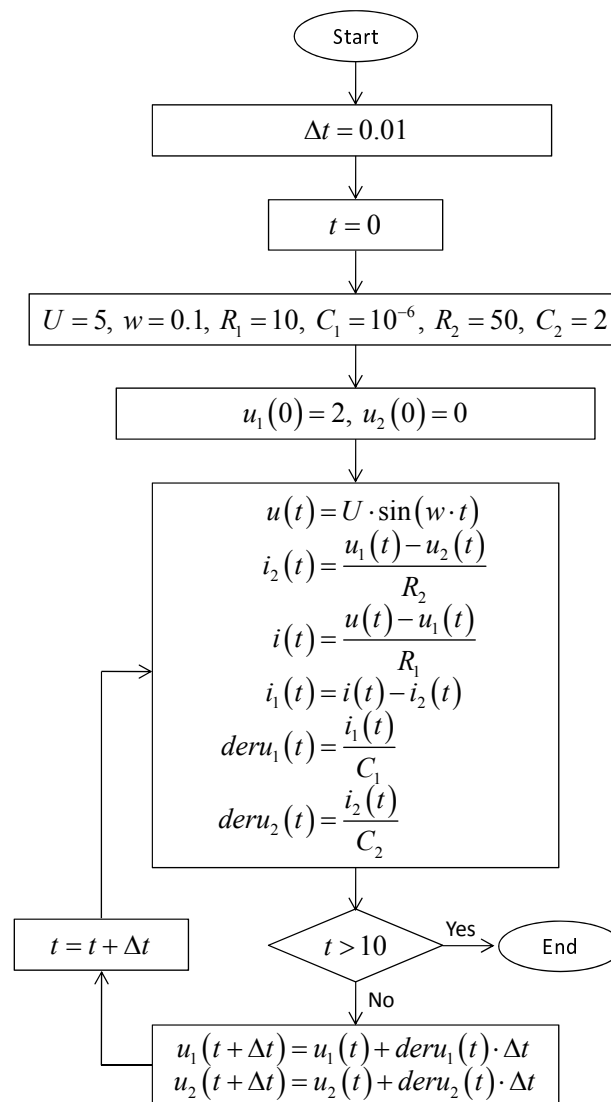 Start
Δt = 0.01
t = 0
U = 5, w = 0.1, R₁ = 10, C₁ = 10⁻⁶, R₂ = 50, C₂ = 2
u₁(0) = 2, u₂(0) = 0
u(t) = U · sin(w · t)
i₂(t) = (u₁(t) − u₂(t)) / R₂
i(t) = (u(t) − u₁(t)) / R₁
i₁(t) = i(t) − i₂(t)
deru₁(t) = i₁(t) / C₁
deru₂(t) = i₂(t) / C₂
t = t + Δt
t > 10
Yes
End
No
u₁(t + Δt) = u₁(t) + deru₁(t) · Δt
u₂(t + Δt) = u₂(t) + deru₂(t) · Δt